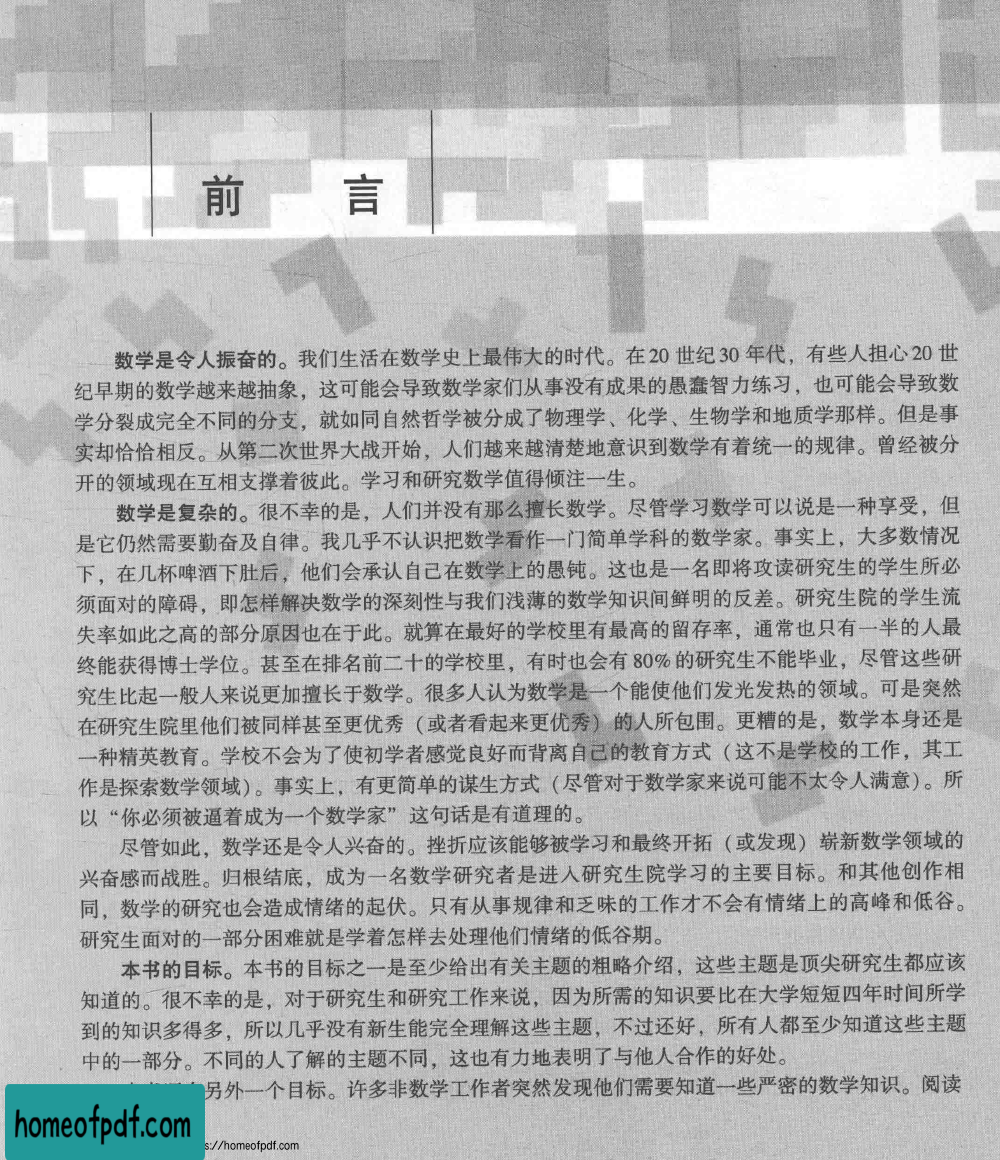 前 言
数学是令人振奋的。我们生活在数学史上最伟大的时代。在20世纪30年代，有些人担心20世
纪早期的数学越来越抽象，这可能会导致数学家们从事没有成果的愚蠢智力练习，也可能会导致数
学分裂成完全不同的分支，就如同自然哲学被分成了物理学、化学、生物学和地质学那样。但是事
实却恰恰相反。从第二次世界大战开始，人们越来越清楚地意识到数学有着统一的规律。曾经被分
开的领域现在互相支撑着彼此。学习和研究数学值得倾注一生。
数学是复杂的。很不幸的是，人们并没有那么擅长数学。尽管学习数学可以说是一种享受，但
是它仍然需要勤奋及自律。我几乎不认识把数学看作一门简单学科的数学家。事实上，大多数情况
下，在几杯啤酒下肚后，他们会承认自己在数学上的愚钝。这也是一名即将攻读研究生的学生所必
须面对的障碍，即怎样解决数学的深刻性与我们浅薄的数学知识间鲜明的反差。研究生院的学生流
失率如此之高的部分原因也在于此。就算在最好的学校里有最高的留存率，通常也只有一半的人最
终能获得博士学位。甚至在排名前二十的学校里，有时也会有80%的研究生不能毕业，尽管这些研
究生比起一般人来说更加擅长于数学。很多人认为数学是一个能使他们发光发热的领域。可是突然
在研究生院里他们被同样甚至更优秀（或者看起来更优秀）的人所包围。更糟的是，数学本身还是
一种精英教育。学校不会为了使初学者感觉良好而背离自己的教育方式（这不是学校的工作，其工
作是探索数学领域）。事实上，有更简单的谋生方式（尽管对于数学家来说可能不太令人满意）。所
以“你必须被逼着成为一个数学家”这句话是有道理的。
尽管如此，数学还是令人兴奋的。挫折应该能够被学习和最终开拓（或发现）崭新数学领域的
兴奋感而战胜。归根结底，成为一名数学研究者是进入研究生院学习的主要目标。和其他创作相
同，数学的研究也会造成情绪的起伏。只有从事规律和乏味的工作才不会有情绪上的高峰和低谷。
研究生面对的一部分困难就是学着怎样去处理他们情绪的低谷期。
本书的目标。本书的目标之一是至少给出有关主题的粗略介绍，这些主题是顶尖研究生都应该
知道的。很不幸的是，对于研究生和研究工作来说，因为所需的知识要比在大学短短四年时间所学
到的知识多得多，所以几乎没有新生能完全理解这些主题，不过还好，所有人都至少知道这些主题
中的一部分。不同的人了解的主题不同，这也有力地表明了与他人合作的好处。
另外一个目标。许多非数学工作者突然发现他们需要知道一些严密的数学知识。阅读
homeofpdf.com
s://homeofpdf.com